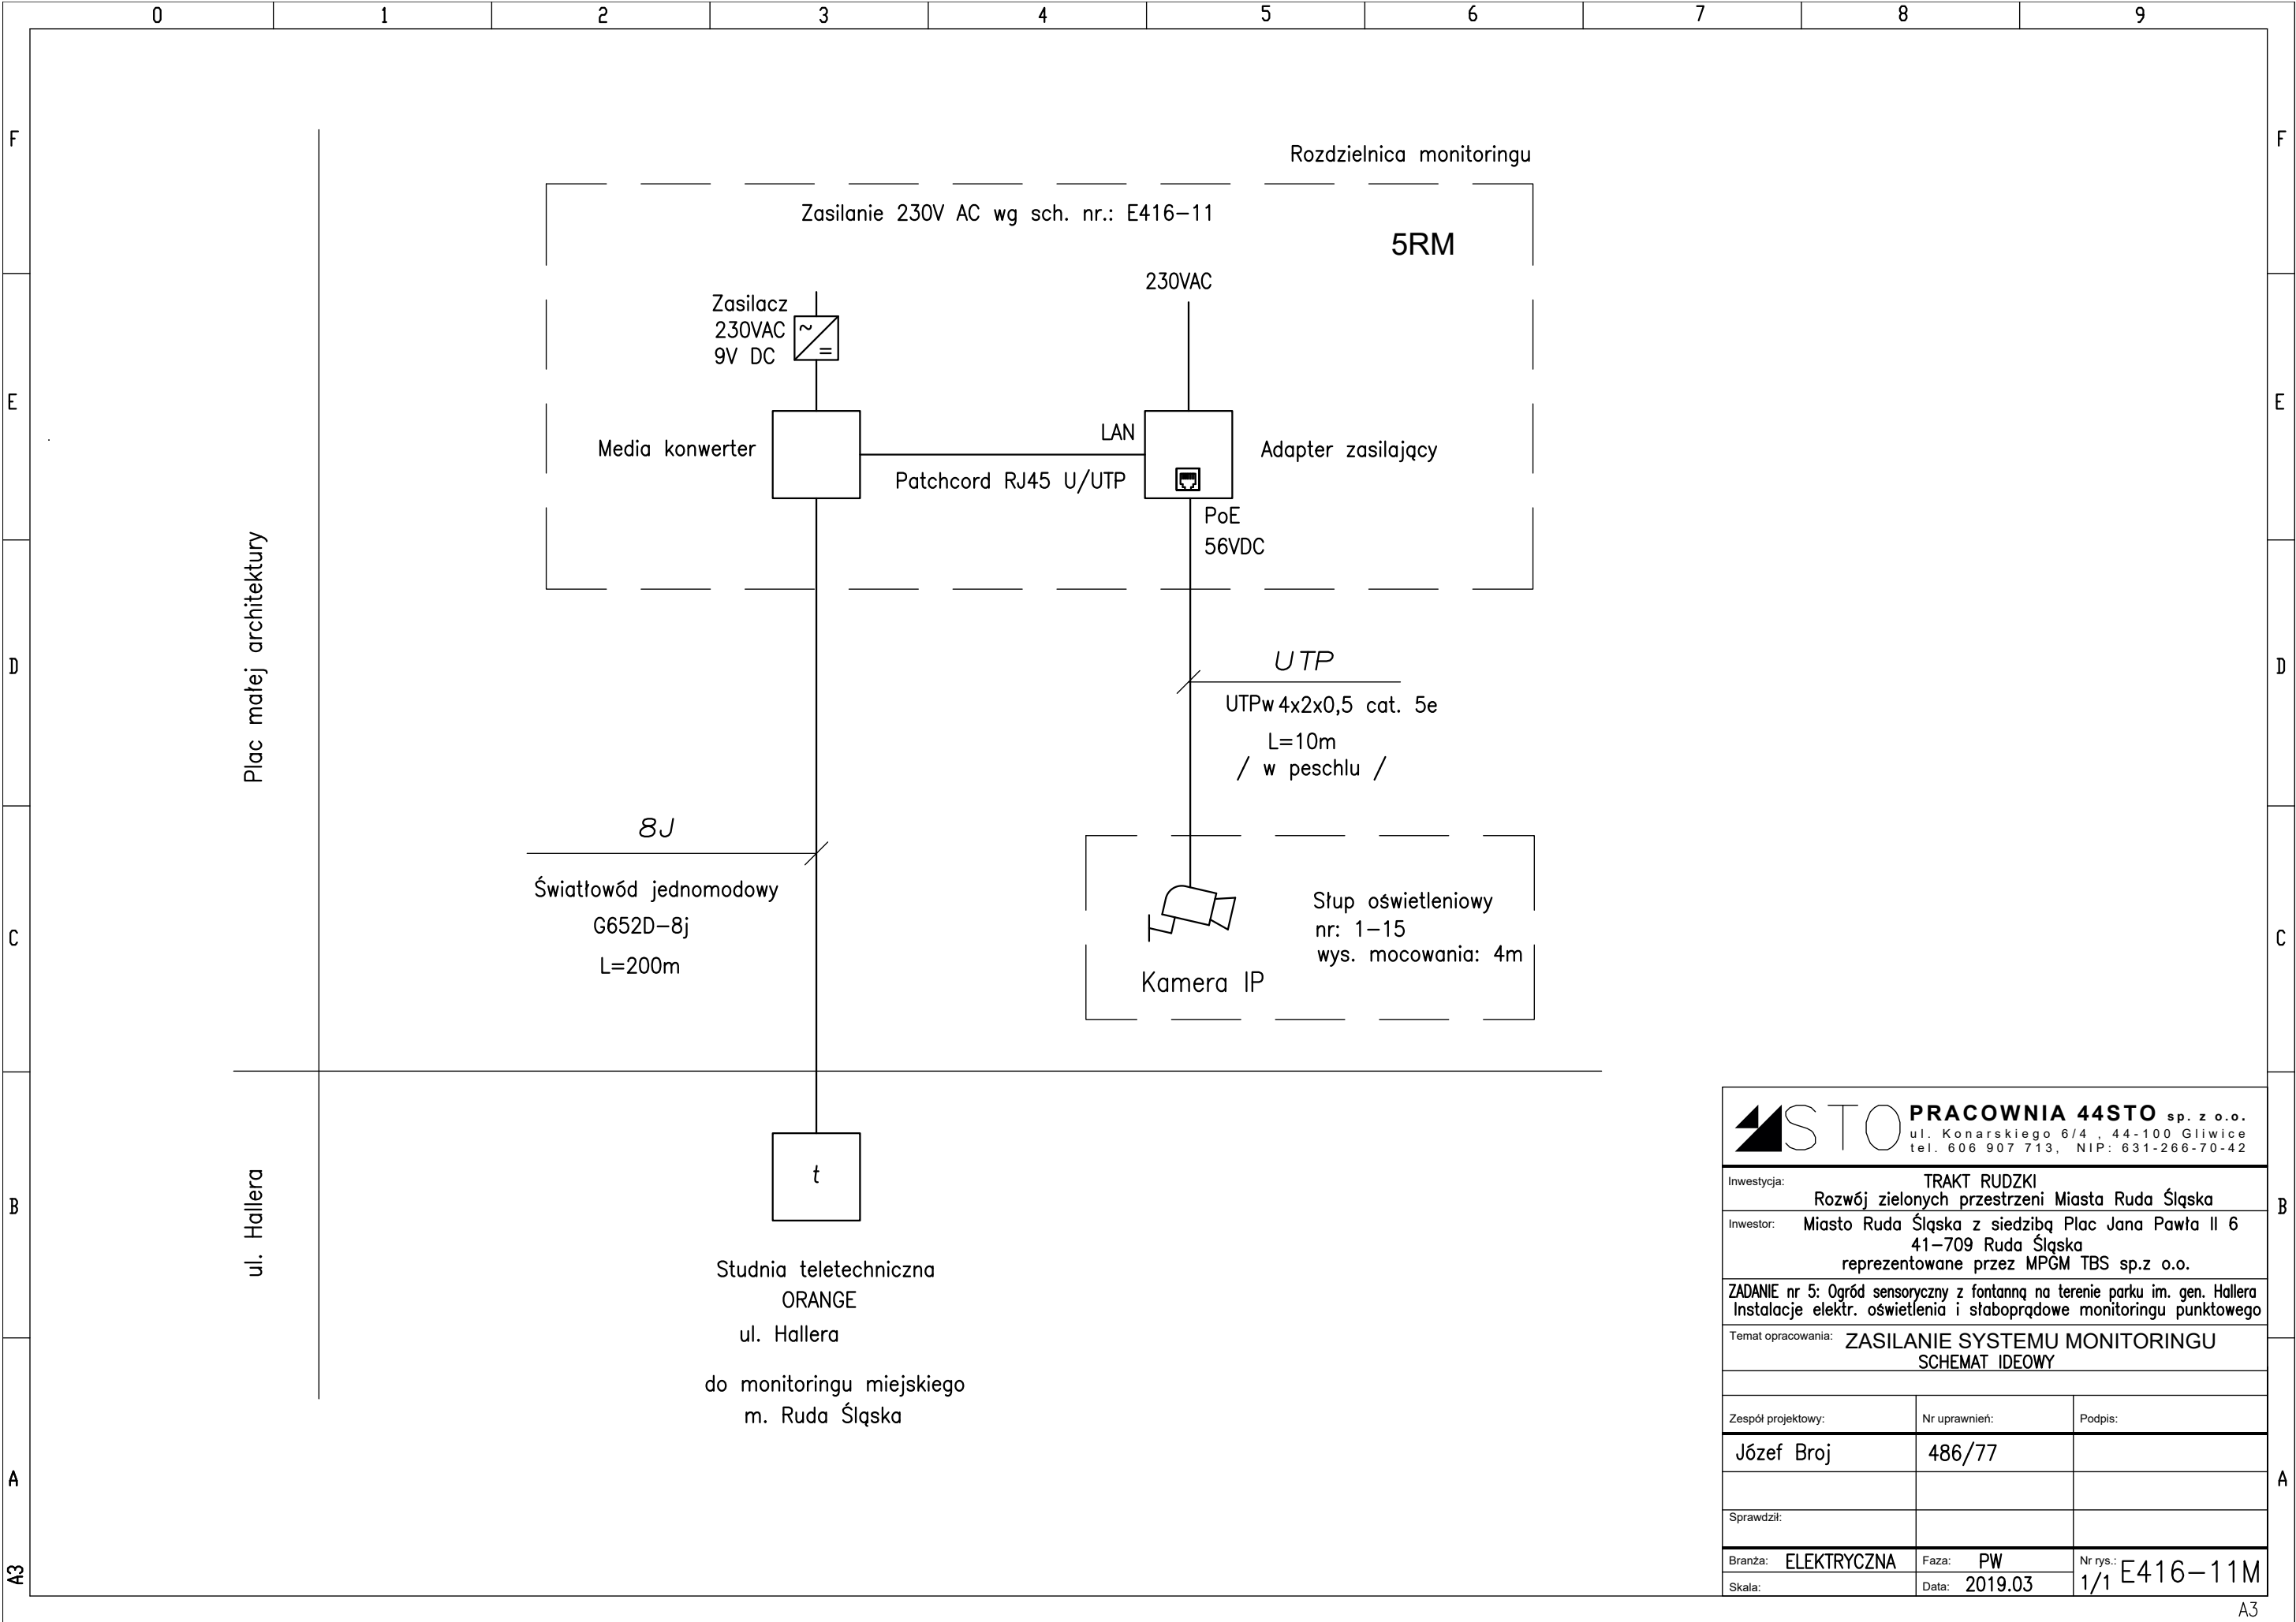 0 1 2 3 4 5 6 7 8 9
F
E
D
C
B
A
A3
F
E
D
C
B
A
Plac małej architektury
ul. Hallera
Rozdzielnica monitoringu
Zasilanie 230V AC wg sch. nr.: E416-11
5RM
Zasilacz
230VAC
9V DC
~
=
230VAC
Media konwerter
LAN
Patchcord RJ45 U/UTP
Adapter zasilający
PoE
56VDC
UTP
UTPw 4x2x0,5 cat. 5e
L=10m
/ w peschlu /
8J
Światłowód jednomodowy
G652D-8j
L=200m
Słup oświetleniowy
nr: 1-15
wys. mocowania: 4m
Kamera IP
t
Studnia teletechniczna
ORANGE
ul. Hallera
do monitoringu miejskiego
m. Ruda Śląska
STO
PRACOWNIA 44STO sp. z o.o.
ul. Konarskiego 6/4 , 44-100 Gliwice
tel. 606 907 713, NIP: 631-266-70-42
Inwestycja: TRAKT RUDZKI
Rozwój zielonych przestrzeni Miasta Ruda Śląska
Inwestor: Miasto Ruda Śląska z siedzibą Plac Jana Pawła II 6
41-709 Ruda Śląska
reprezentowane przez MPGM TBS sp.z o.o.
ZADANIE nr 5: Ogród sensoryczny z fontanną na terenie parku im. gen. Hallera
Instalacje elektr. oświetlenia i słaboprądowe monitoringu punktowego
Temat opracowania: ZASILANIE SYSTEMU MONITORINGU
SCHEMAT IDEOWY
Zespół projektowy: Nr uprawnień: Podpis:
Józef Broj 486/77
Sprawdził:
Branża: ELEKTRYCZNA Faza: PW Nr rys.: E416-11M
Skala: Data: 2019.03 1/1
A3